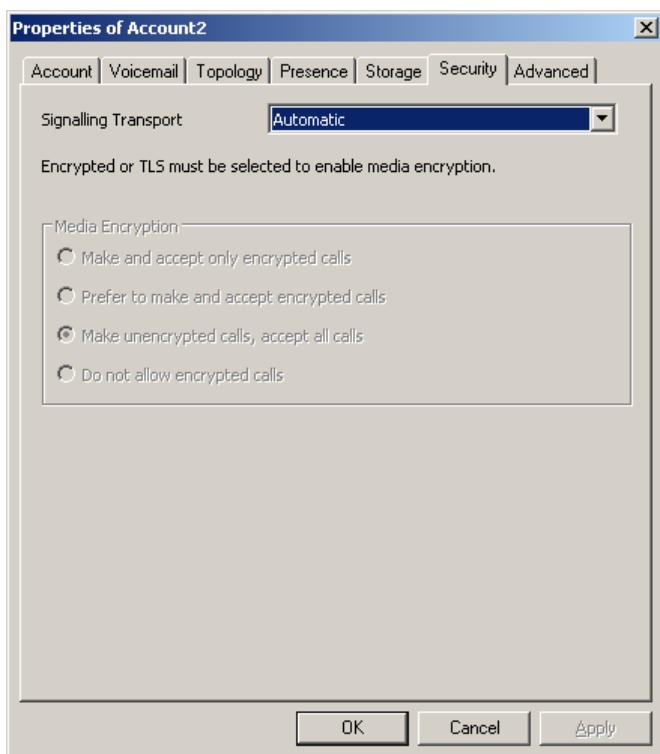 Properties of Account2
Account Voicemail Topology Presence Storage Security Advanced
Signalling Transport Automatic
Encrypted or TLS must be selected to enable media encryption.
Media Encryption
Make and accept only encrypted calls
Prefer to make and accept encrypted calls
Make unencrypted calls, accept all calls
Do not allow encrypted calls
OK Cancel Apply